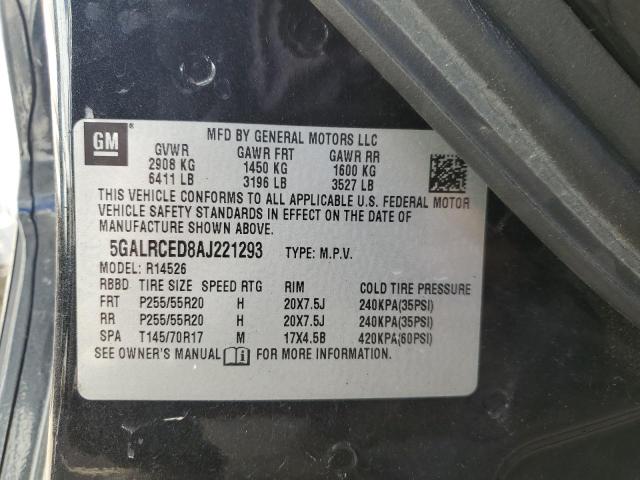 GM ®
MFD BY GENERAL MOTORS LLC
GVWR GAWR FRT GAWR RR
2908 KG 1450 KG 1600 KG
6411 LB 3196 LB 3527 LB
THIS VEHICLE CONFORMS TO ALL APPLICABLE U.S. FEDERAL MOTOR
VEHICLE SAFETY STANDARDS IN EFFECT ON THE DATE OF
MANUFACTURE SHOWN ABOVE.
5GALRCED8AJ221293 TYPE: M.P.V.
MODEL: R14526
RBBD TIRE SIZE SPEED RTG RIM COLD TIRE PRESSURE
FRT P255/55R20 H 20X7.5J 240KPA(35PSI)
RR P255/55R20 H 20X7.5J 240KPA(35PSI)
SPA T145/70R17 M 17X4.5B 420KPA(60PSI)
SEE OWNER'S MANUAL i FOR MORE INFORMATION.